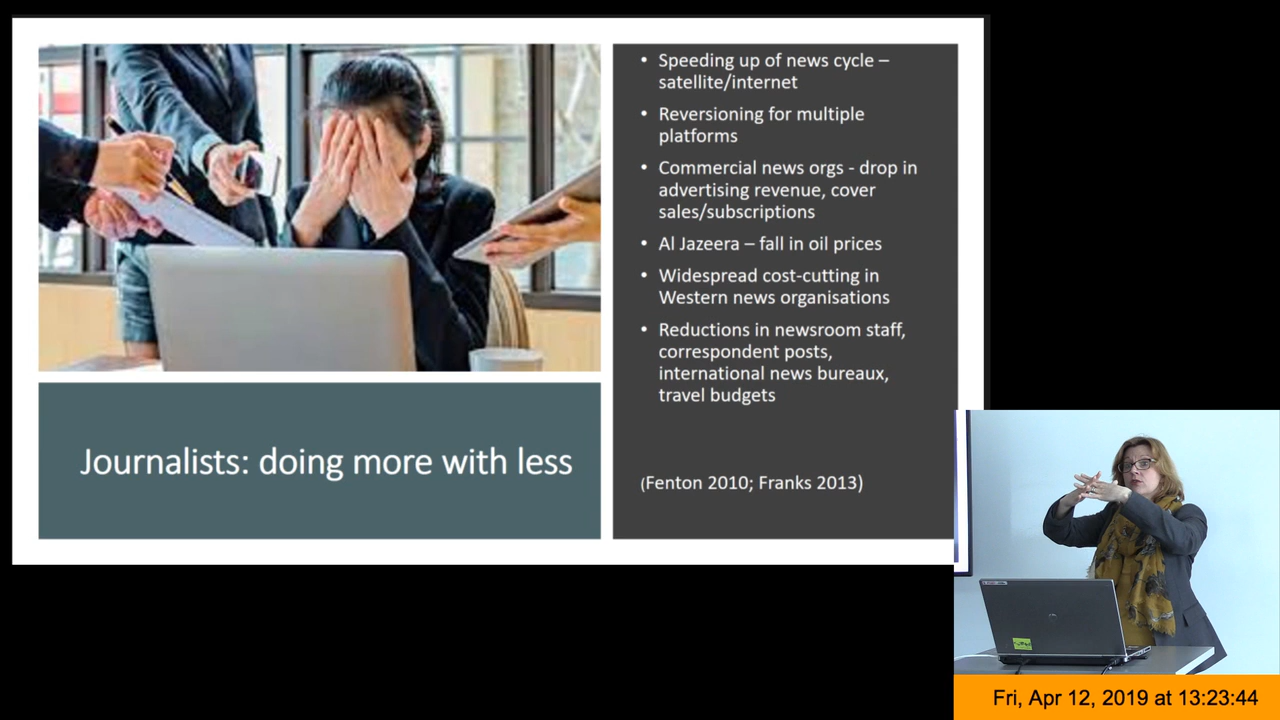 • Speeding up of news cycle –
satellite/internet
• Reversioning for multiple
platforms
• Commercial news orgs - drop in
advertising revenue, cover
sales/subscriptions
• Al Jazeera – fall in oil prices
• Widespread cost-cutting in
Western news organisations
• Reductions in newsroom staff,
correspondent posts,
international news bureaux,
travel budgets
(Fenton 2010; Franks 2013)
Journalists: doing more with less
Fri, Apr 12, 2019 at 13:23:44